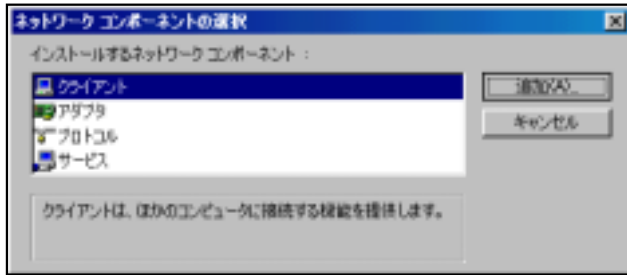 ネットワーク コンポーネントの選択
インストールするネットワーク コンポーネント :
クライアント
追加(A)...
アダプタ
キャンセル
プロトコル
サービス
クライアントは、ほかのコンピュータに接続する機能を提供します。